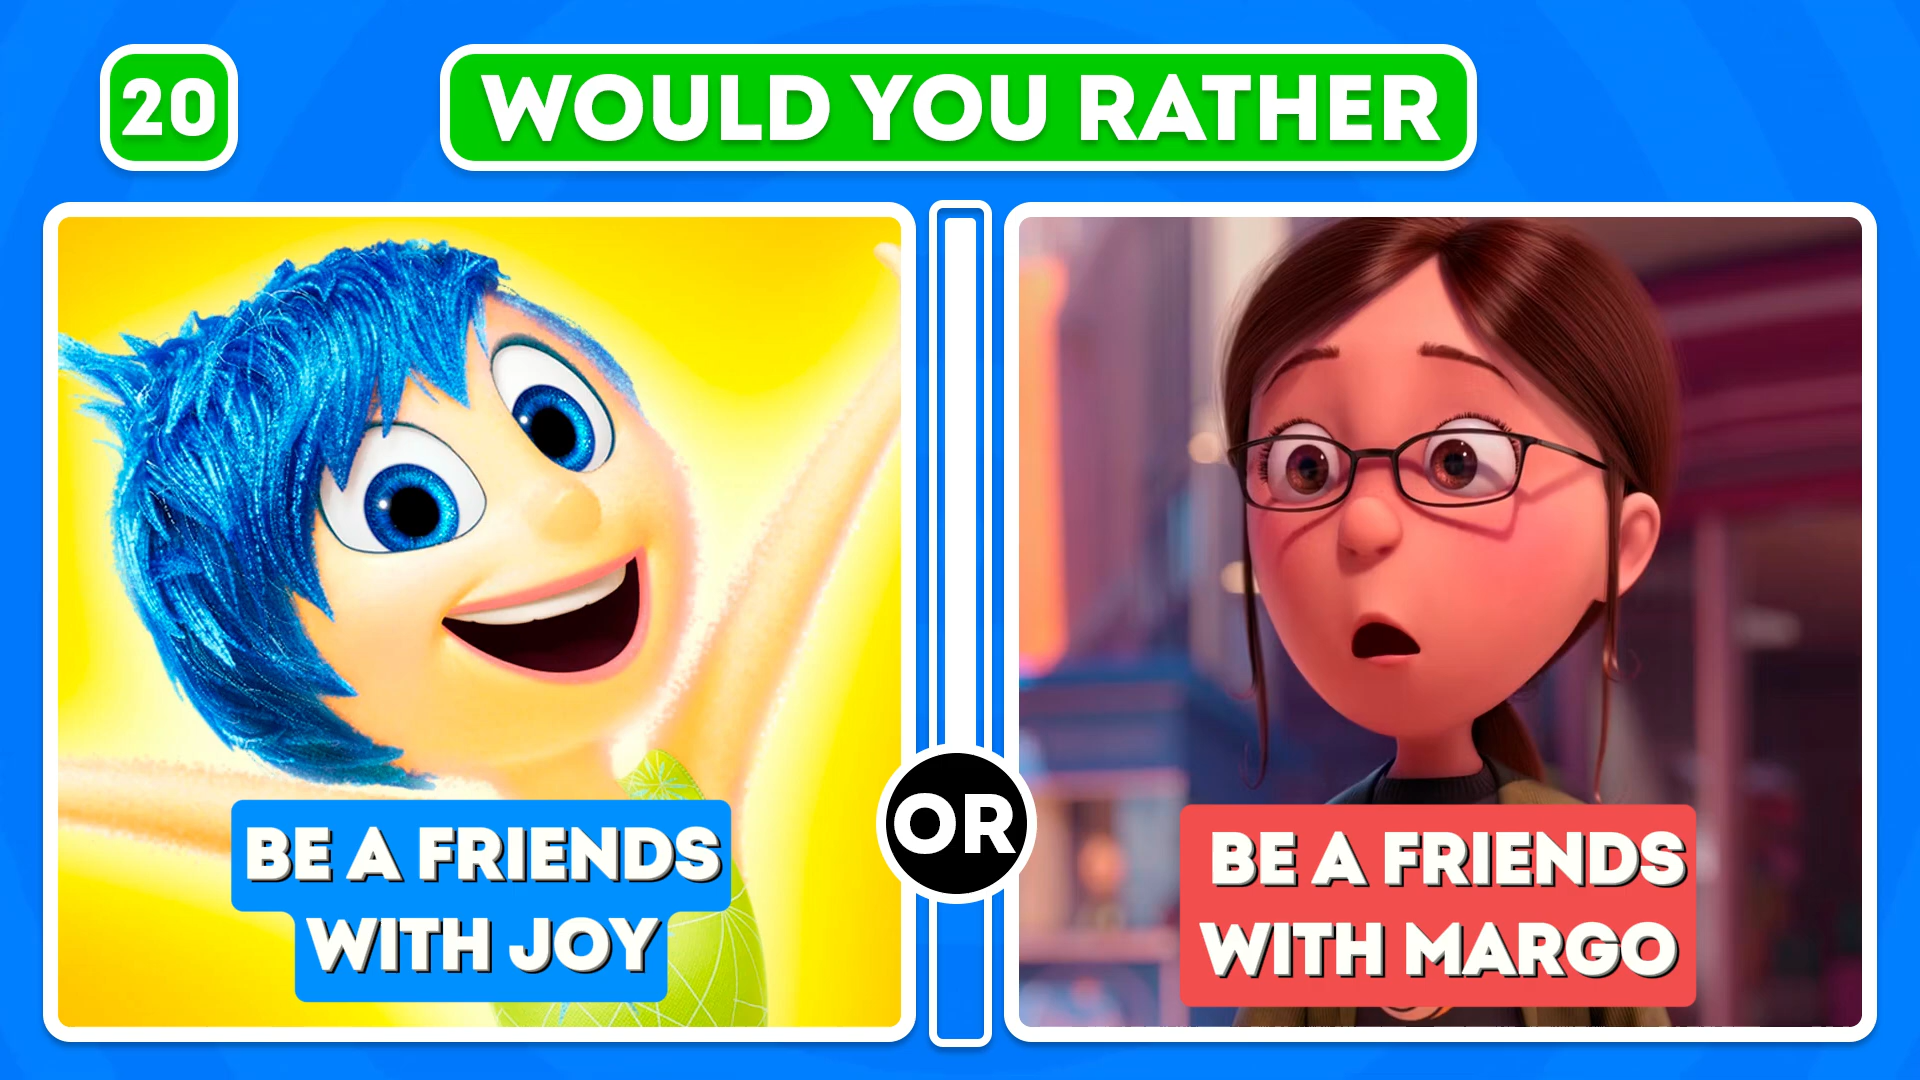 20
WOULD YOU RATHER
BE A FRIENDS
WITH JOY
OR
BE A FRIENDS
WITH MARGO